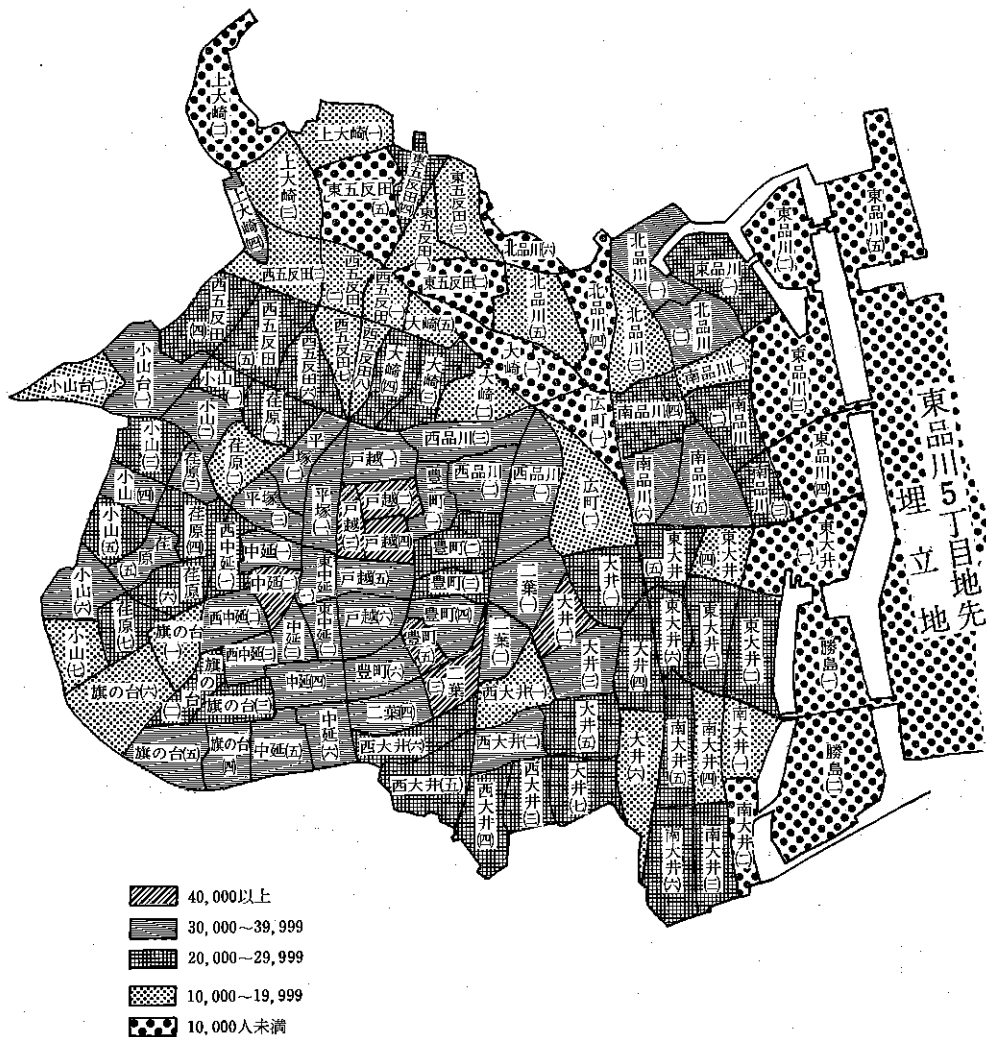 上大崎(二)
上大崎(一)
上大崎(三)
上大崎(四)
東五反田(五)
東五反田(四)
東五反田(三)
東五反田(一)
東五反田(二)
西五反田(三)
西五反田(二)
西五反田(一)
西五反田(四)
西五反田(五)
西五反田(六)
西五反田(七)
西五反田(八)
北品川(六)
北品川(五)
北品川(四)
北品川(三)
北品川(一)
北品川(二)
東品川(一)
東品川(二)
東品川(五)
東品川(三)
東品川(四)
東品川5丁目地先
埋立地
大崎(五)
大崎(四)
大崎(三)
大崎(二)
大崎(一)
広町(一)
広町(二)
南品川(一)
南品川(二)
南品川(三)
南品川(四)
南品川(五)
南品川(六)
小山台(二)
小山台(一)
小山(一)
小山(二)
小山(三)
小山(四)
小山(五)
小山(六)
小山(七)
荏原(一)
荏原(二)
荏原(三)
荏原(四)
荏原(五)
荏原(六)
荏原(七)
平塚(一)
平塚(二)
平塚(三)
西品川(三)
西品川(二)
西品川(一)
戸越(一)
戸越(二)
戸越(三)
戸越(四)
戸越(五)
戸越(六)
豊町(一)
豊町(二)
豊町(三)
豊町(四)
豊町(五)
豊町(六)
西中延(一)
西中延(二)
西中延(三)
中延(一)
中延(二)
中延(三)
中延(四)
中延(五)
中延(六)
東中延(一)
東中延(二)
旗の台(一)
旗の台(二)
旗の台(三)
旗の台(四)
旗の台(五)
旗の台(六)
二葉(一)
二葉(二)
二葉(三)
二葉(四)
大井(一)
大井(二)
大井(三)
大井(四)
大井(五)
大井(六)
大井(七)
西大井(一)
西大井(二)
西大井(三)
西大井(四)
西大井(五)
西大井(六)
東大井(一)
東大井(二)
東大井(三)
東大井(四)
東大井(五)
東大井(六)
勝島(一)
勝島(二)
南大井(一)
南大井(二)
南大井(三)
南大井(四)
南大井(五)
南大井(六)
40,000以上
30,000〜39,999
20,000〜29,999
10,000〜19,999
10,000人未満